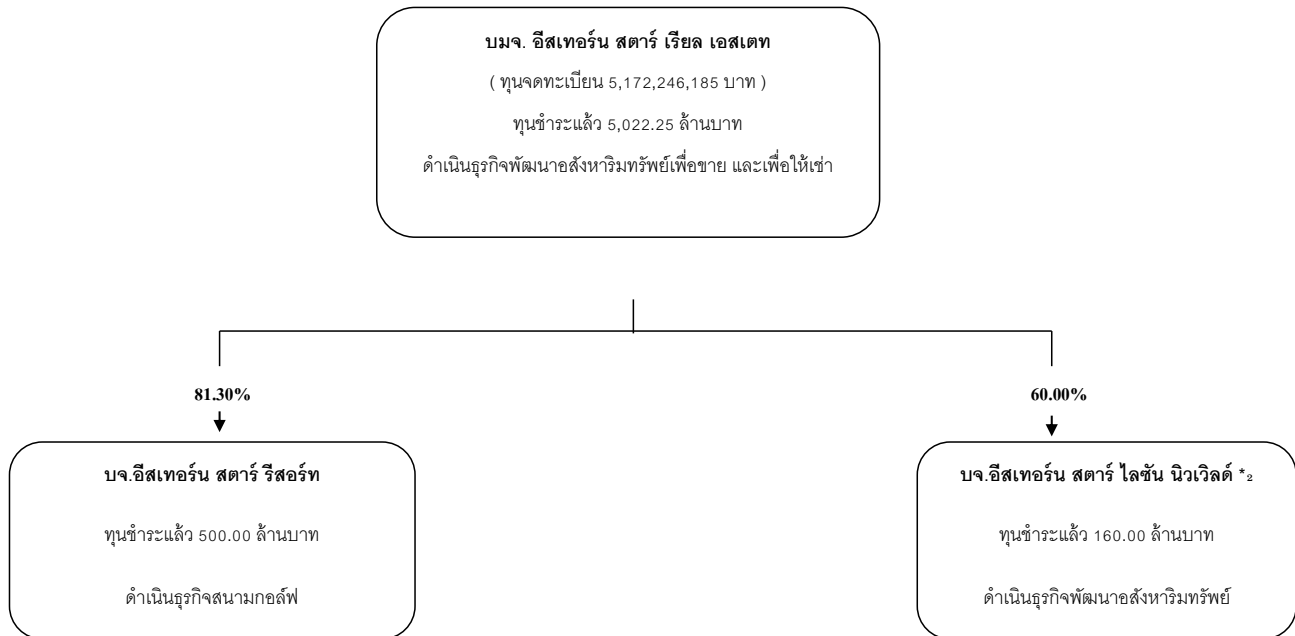 บมจ. อีสเทอร์น สตาร์ เรียล เอสเตท
( ทุนจดทะเบียน 5,172,246,185 บาท )
ทุนชำระแล้ว 5,022.25 ล้านบาท
ดำเนินธุรกิจพัฒนาอสังหาริมทรัพย์เพื่อขาย และเพื่อให้เช่า
81.30%
60.00%
บจ.อีสเทอร์น สตาร์ รีสอร์ท
ทุนชำระแล้ว 500.00 ล้านบาท
ดำเนินธุรกิจสนามกอล์ฟ
บจ.อีสเทอร์น สตาร์ ไลซัน นิวเวิลด์ *2
ทุนชำระแล้ว 160.00 ล้านบาท
ดำเนินธุรกิจพัฒนาอสังหาริมทรัพย์